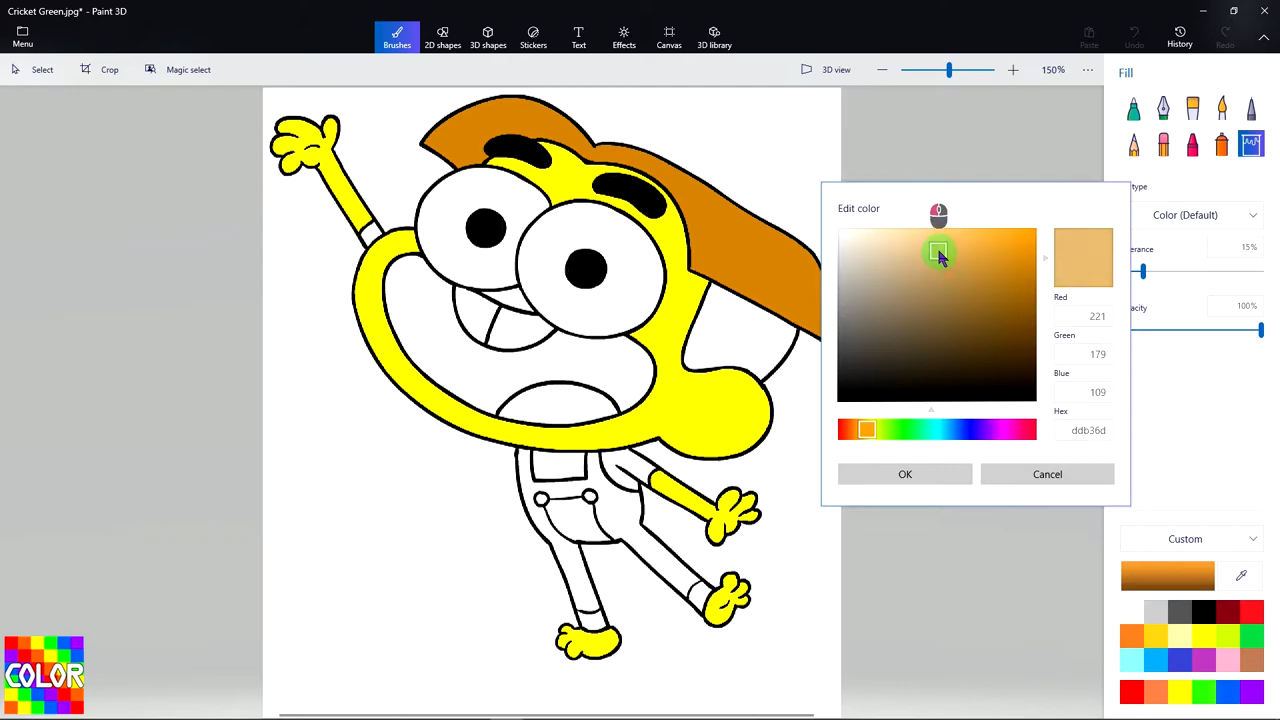 Cricket Green.jpg* - Paint 3D
Menu
Brushes
2D shapes
3D shapes
Stickers
Text
Effects
Canvas
3D library
Paste
Undo
History
Redo
Select
Crop
Magic select
3D view
150%
Fill
type
Color (Default)
erance
15%
pacity
100%
Edit color
Red
221
Green
179
Blue
109
Hex
ddb36d
OK
Cancel
Custom
COLOR